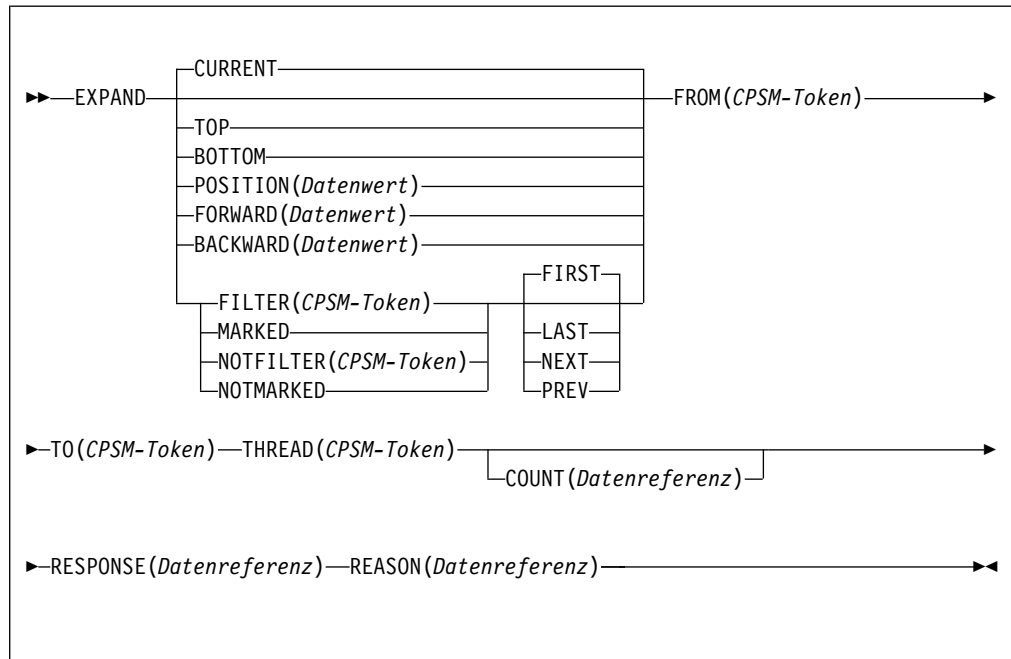 CURRENT
EXPAND FROM(CPSM-Token)
TOP
BOTTOM
POSITION(Datenwert)
FORWARD(Datenwert)
BACKWARD(Datenwert)
FIRST
FILTER(CPSM-Token)
MARKED LAST
NOTFILTER(CPSM-Token) NEXT
NOTMARKED PREV
TO(CPSM-Token) THREAD(CPSM-Token)
COUNT(Datenreferenz)
RESPONSE(Datenreferenz) REASON(Datenreferenz)